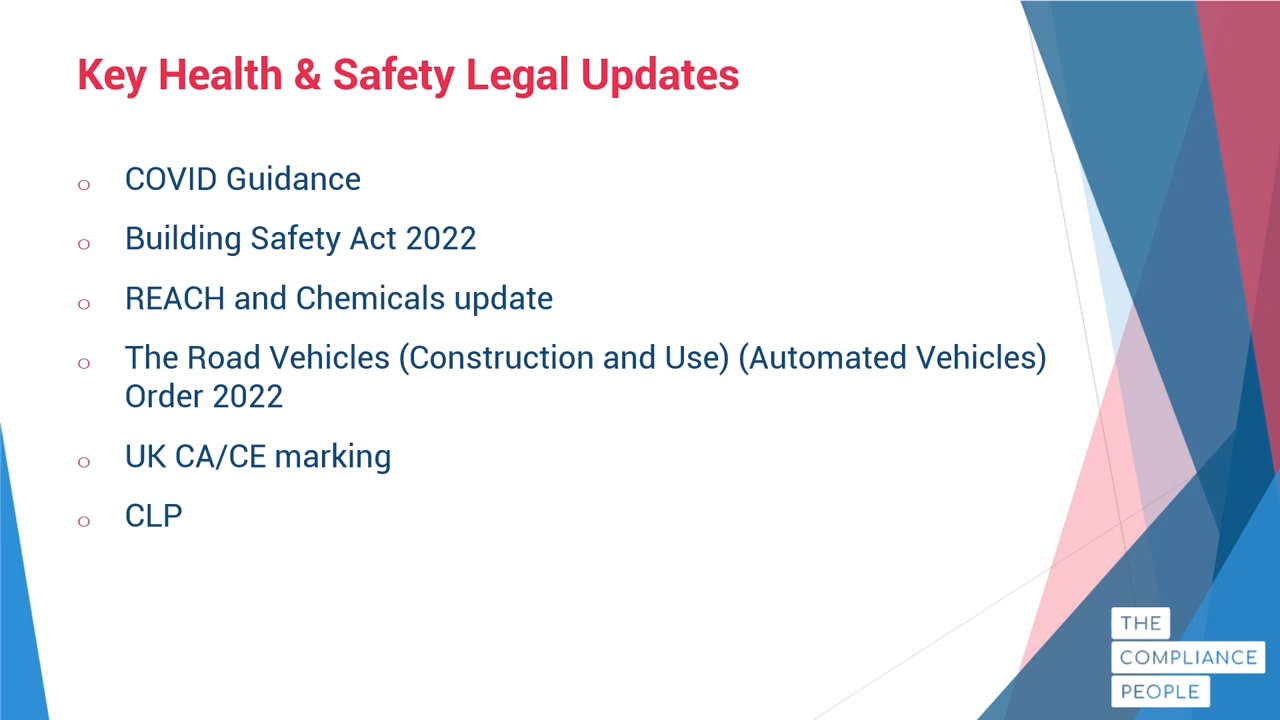 Key Health & Safety Legal Updates
o COVID Guidance
o Building Safety Act 2022
o REACH and Chemicals update
o The Road Vehicles (Construction and Use) (Automated Vehicles)
Order 2022
o UK CA/CE marking
o CLP
THE
COMPLIANCE
PEOPLE